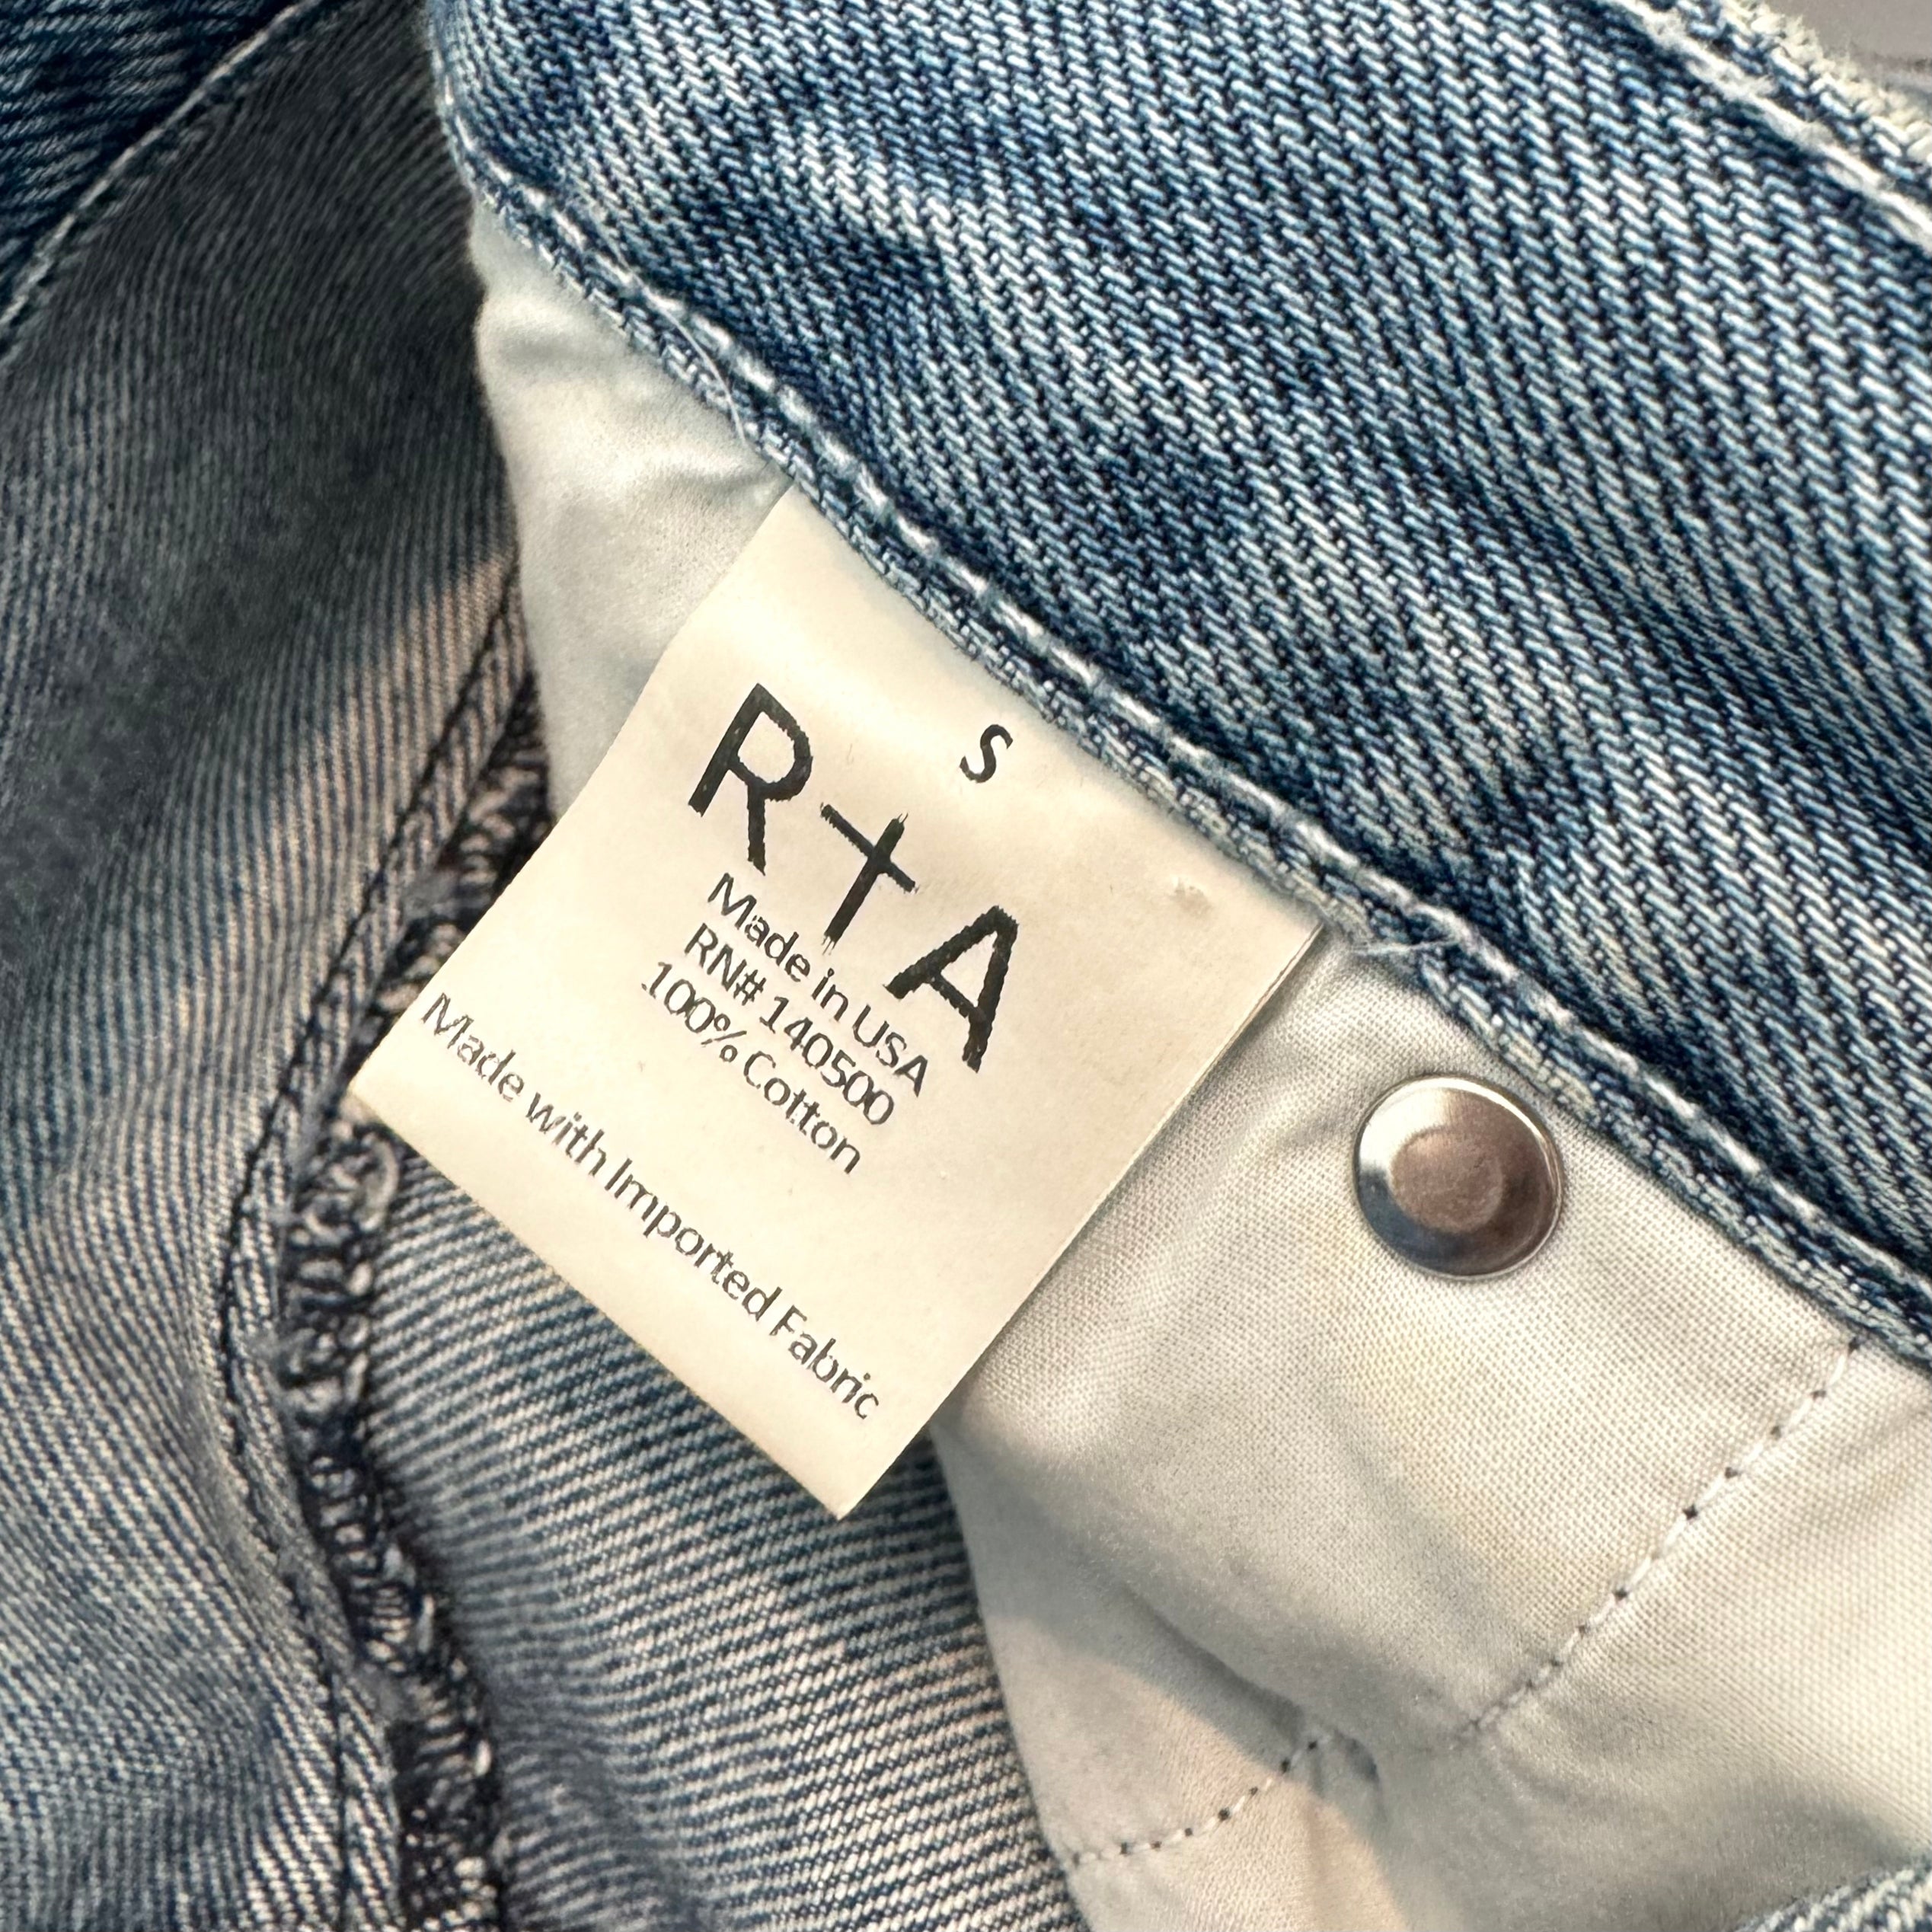 S
R†A
Made in USA
RN# 140500
100% Cotton
Made with Imported Fabric